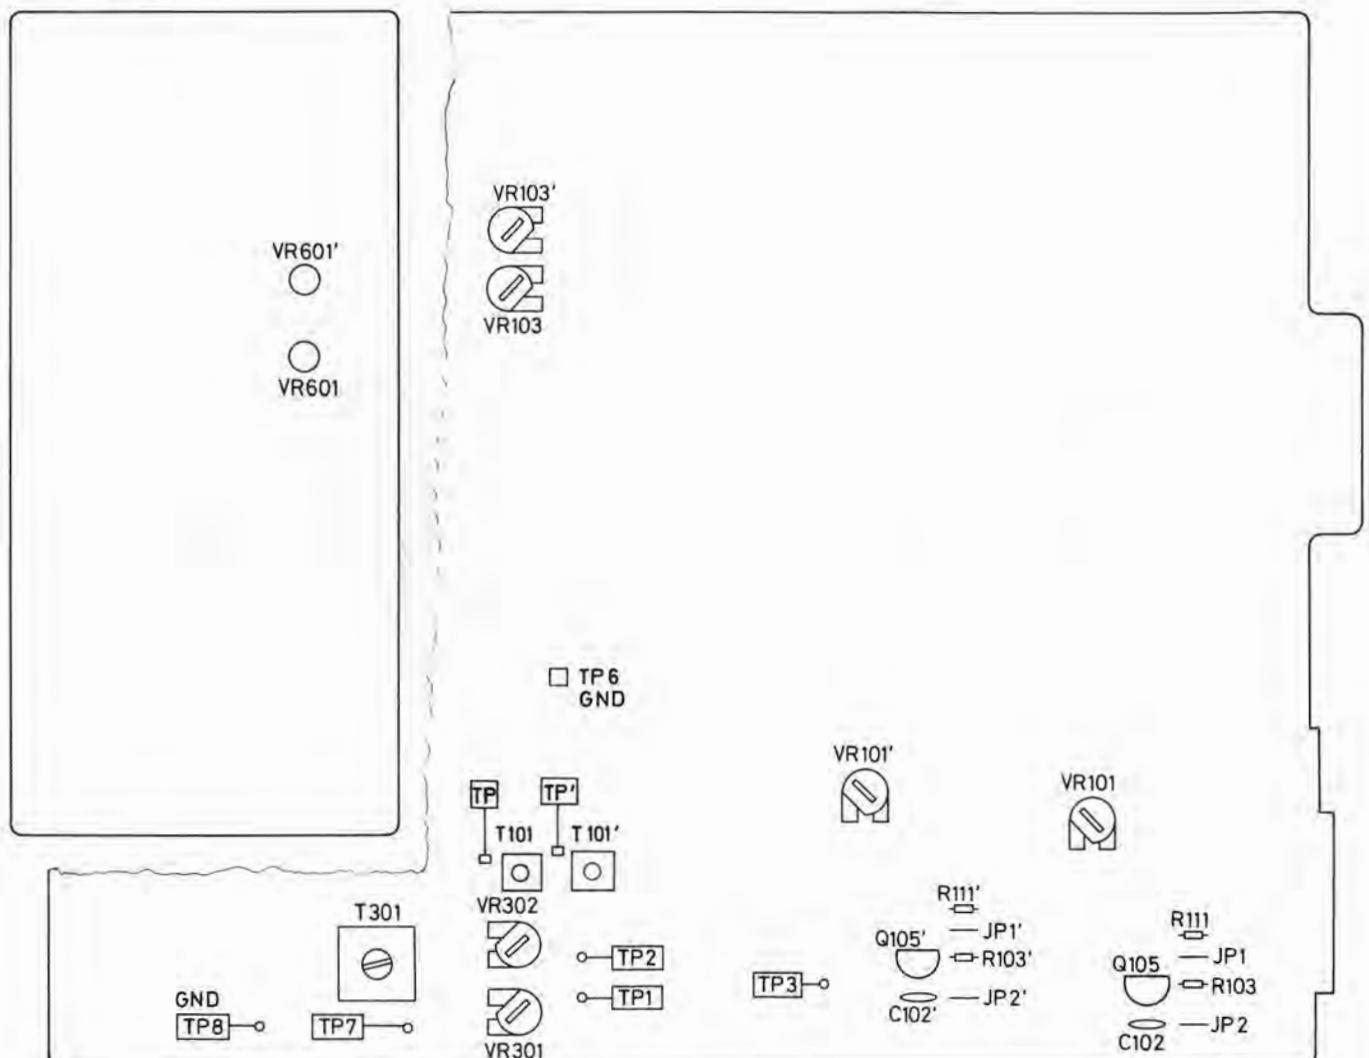 VR103'
VR601'
VR103
VR601
TP6
GND
VR101'
VR101
TP
TP'
T101
T101'
R111'
VR302
T301
JP1'
R111
Q105'
R103'
JP1
TP2
Q105
R103
TP3
GND
TP1
JP2'
C102'
TP8
TP7
JP2
C102
VR301